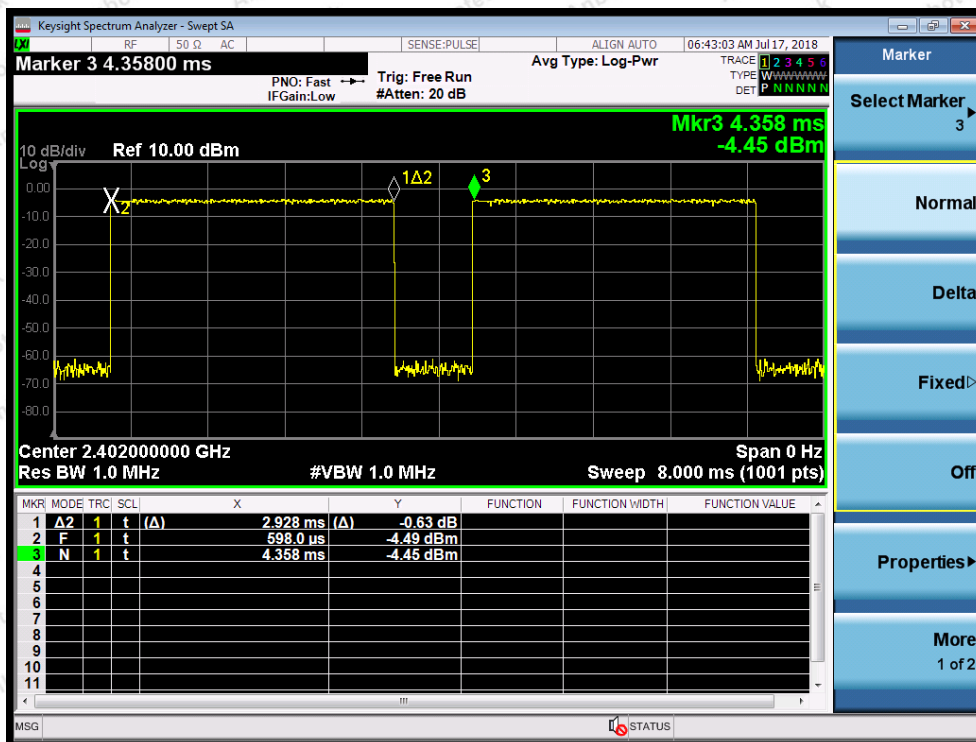 Keysight Spectrum Analyzer - Swept SA
LXI RF 50 Ω AC SENSE:PULSE ALIGN AUTO 06:43:03 AM Jul 17, 2018
Marker 3 4.35800 ms
PNO: Fast
IFGain:Low
Trig: Free Run
#Atten: 20 dB
Avg Type: Log-Pwr
TRACE 1 2 3 4 5 6
TYPE WWWWWW
DET P N N N N N
Mkr3 4.358 ms
-4.45 dBm
10 dB/div Ref 10.00 dBm
Log
1Δ2
3
2
0.00
-10.0
-20.0
-30.0
-40.0
-50.0
-60.0
-70.0
-80.0
Center 2.402000000 GHz Span 0 Hz
Res BW 1.0 MHz #VBW 1.0 MHz Sweep 8.000 ms (1001 pts)
MKR MODE TRC SCL X Y FUNCTION FUNCTION WIDTH FUNCTION VALUE
1 Δ2 1 t (Δ) 2.928 ms (Δ) -0.63 dB
2 F 1 t 598.0 µs -4.49 dBm
3 N 1 t 4.358 ms -4.45 dBm
4
5
6
7
8
9
10
11
MSG STATUS
Marker
Select Marker
3
Normal
Delta
Fixed
Off
Properties
More
1 of 2